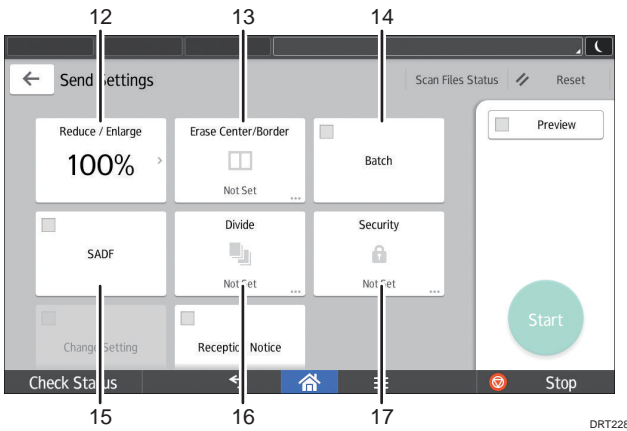 12 13 14
Send Settings Scan Files Status Reset
Reduce / Enlarge Erase Center/Border Preview
100% Batch
Not Set
Divide Security
SADF
Not Set Not Set
Start
Change Setting Reception Notice
Check Status Stop
15 16 17
DRT228